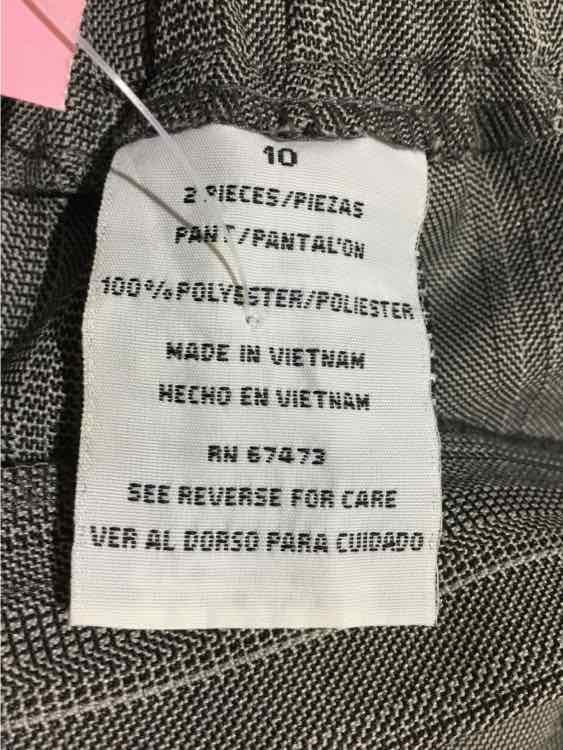 10
2 PIECES/PIEZAS
PANT/PANTAL'ON
100%POLYESTER/POLIESTER
MADE IN VIETNAM
HECHO EN VIETNAM
RN 67473
SEE REVERSE FOR CARE
VER AL DORSO PARA CUIDADO